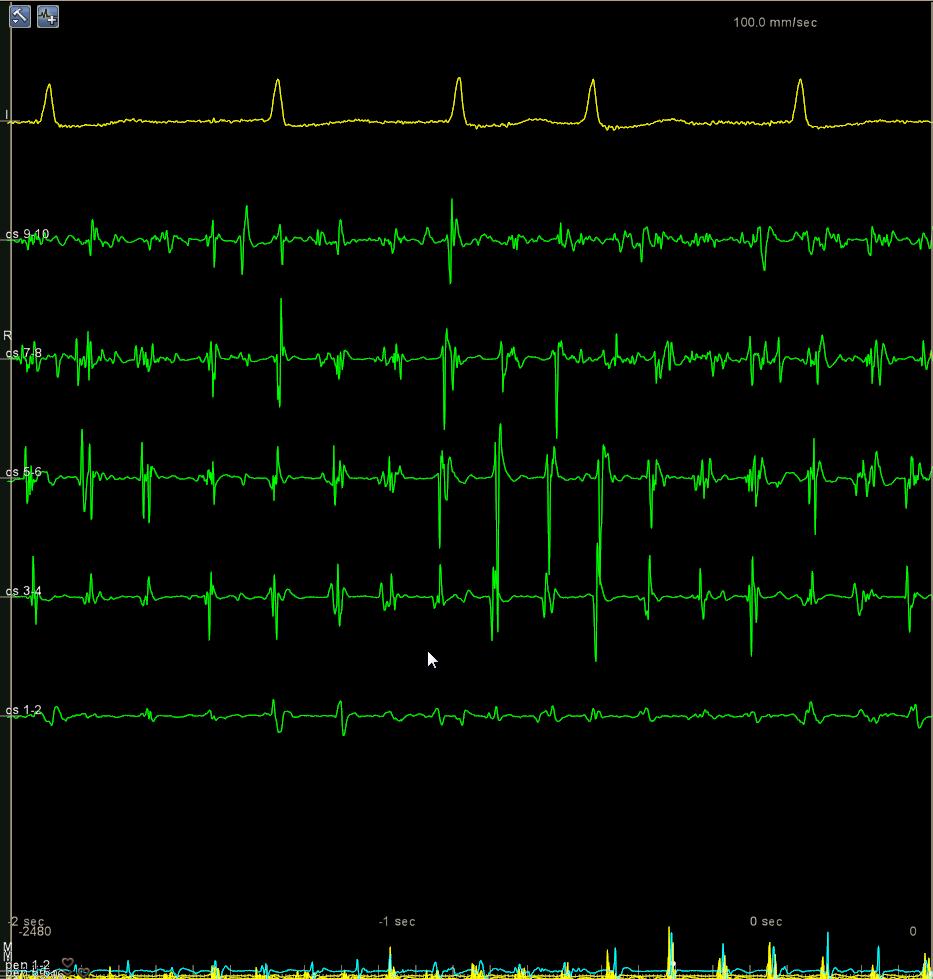 100.0 mm/sec
I
cs 9-10
R
cs 7-8
cs 5-6
cs 3-4
cs 1-2
-2 sec -1 sec 0 sec
-2480 0
M
M
pen 1-2